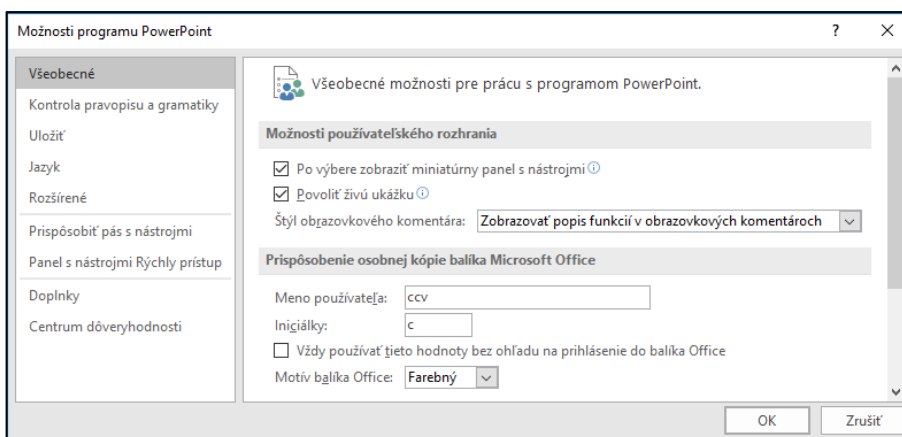 Možnosti programu PowerPoint
?
Všeobecné
Kontrola pravopisu a gramatiky
Uložiť
Jazyk
Rozšírené
Prispôsobiť pás s nástrojmi
Panel s nástrojmi Rýchly prístup
Doplnky
Centrum dôveryhodnosti
Všeobecné možnosti pre prácu s programom PowerPoint.
Možnosti používateľského rozhrania
Po výbere zobraziť miniatúrny panel s nástrojmi
Povoliť živú ukážku
Štýl obrazovkového komentára: Zobrazovať popis funkcií v obrazovkových komentároch
Prispôsobenie osobnej kópie balíka Microsoft Office
Meno používateľa: ccv
Iniciálky: c
Vždy používať tieto hodnoty bez ohľadu na prihlásenie do balíka Office
Motív balíka Office: Farebný
OK Zrušiť